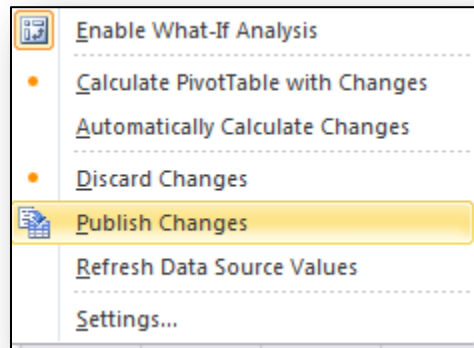 Enable What-If Analysis
Calculate PivotTable with Changes
Automatically Calculate Changes
Discard Changes
Publish Changes
Refresh Data Source Values
Settings...